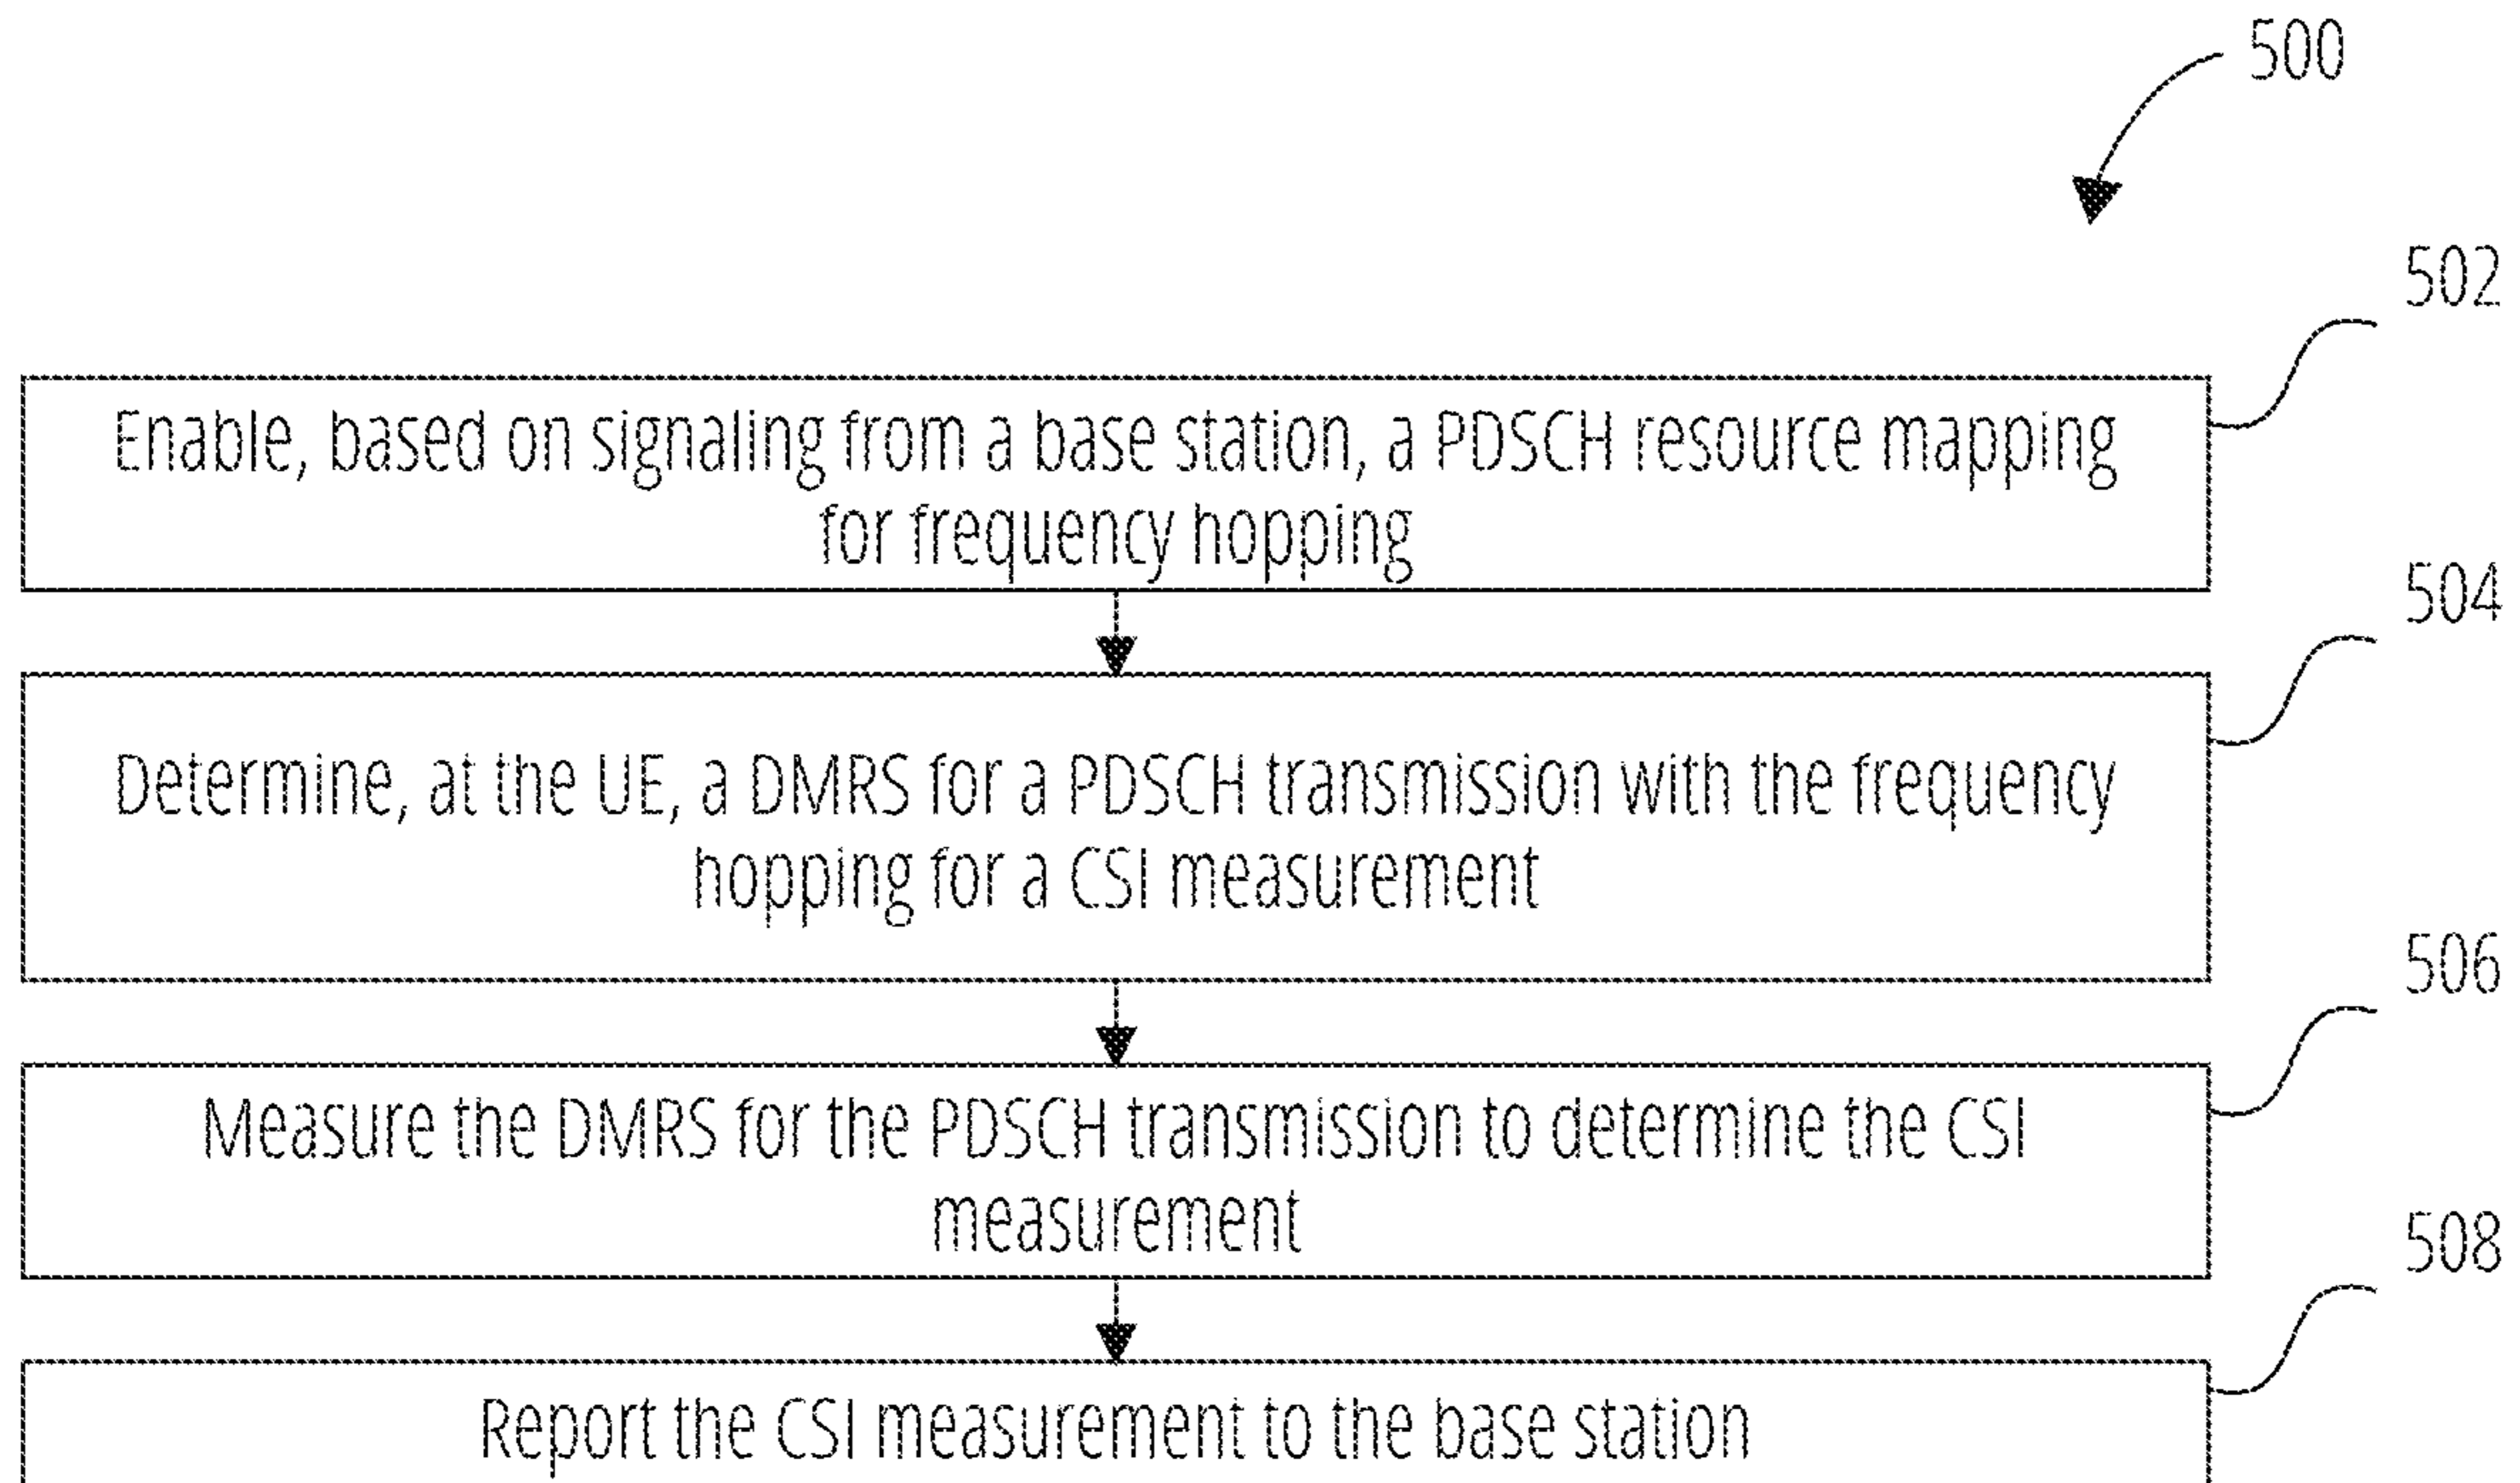 500
502
Enable, based on signaling from a base station, a PDSCH resource mapping
for frequency hopping
504
Determine, at the UE, a DMRS for a PDSCH transmission with the frequency
hopping for a CSI measurement
506
Measure the DMRS for the PDSCH transmission to determine the CSI
measurement
508
Report the CSI measurement to the base station